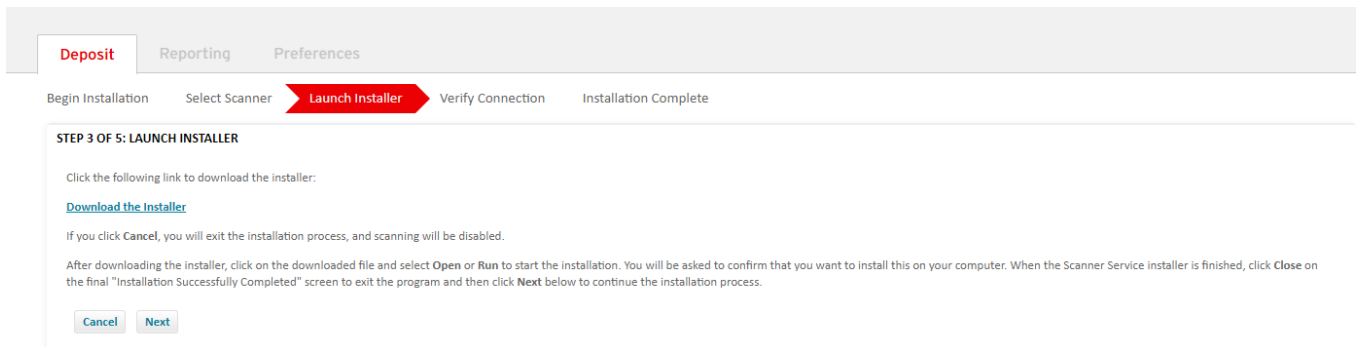 Deposit Reporting Preferences
Begin Installation Select Scanner Launch Installer Verify Connection Installation Complete
STEP 3 OF 5: LAUNCH INSTALLER
Click the following link to download the installer:
Download the Installer
If you click Cancel, you will exit the installation process, and scanning will be disabled.
After downloading the installer, click on the downloaded file and select Open or Run to start the installation. You will be asked to confirm that you want to install this on your computer. When the Scanner Service installer is finished, click Close on
the final "Installation Successfully Completed" screen to exit the program and then click Next below to continue the installation process.
Cancel Next